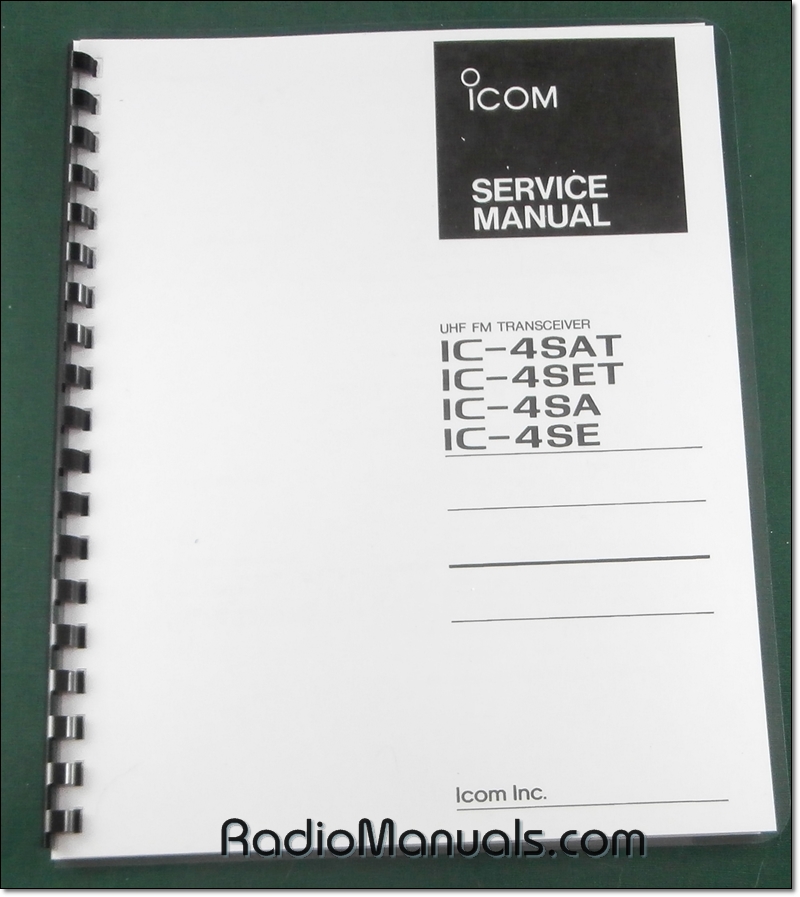 ICOM
SERVICE
MANUAL
UHF FM TRANSCEIVER
IC-4SAT
IC-4SET
IC-4SA
IC-4SE
Icom Inc.
RadioManuals.com